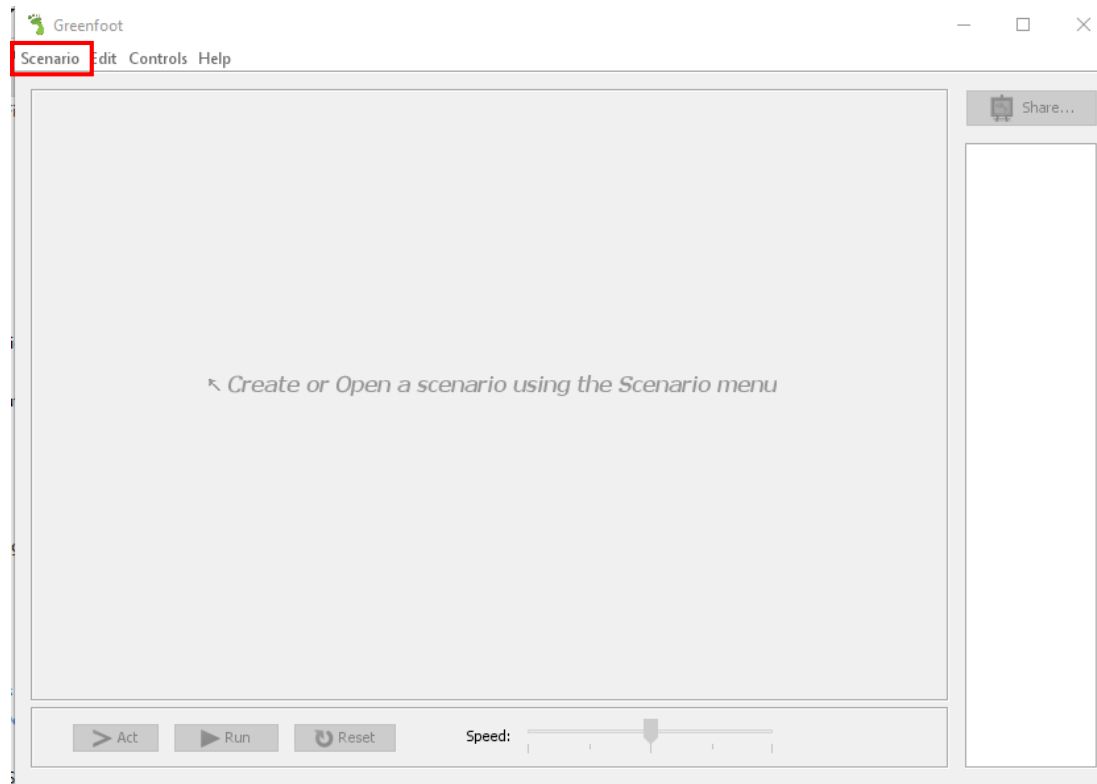 Greenfoot
Scenario Edit Controls Help
Share...
Create or Open a scenario using the Scenario menu
Act Run Reset Speed: